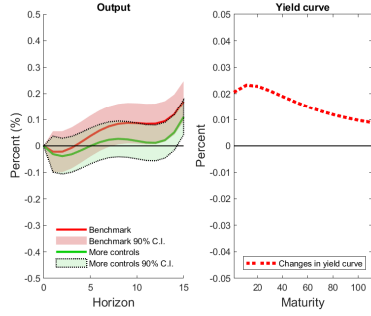 Output
Yield curve
0.5
0.4
0.3
0.2
0.1
0
-0.1
-0.2
-0.3
-0.4
-0.5
Percent (%)
0 5 10 15
Horizon
Benchmark
Benchmark 90% C.I.
More controls
More controls 90% C.I.
0.05
0.04
0.03
0.02
0.01
0
-0.01
-0.02
-0.03
-0.04
-0.05
Percent
20 40 60 80 100
Maturity
Changes in yield curve